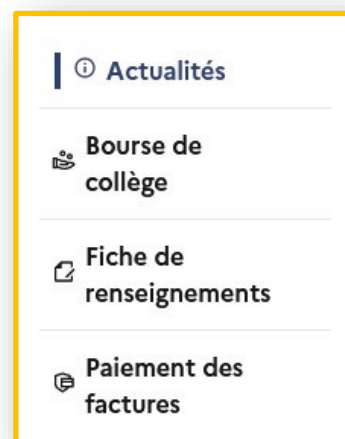 Actualités
Bourse de
collège
Fiche de
renseignements
Paiement des
factures